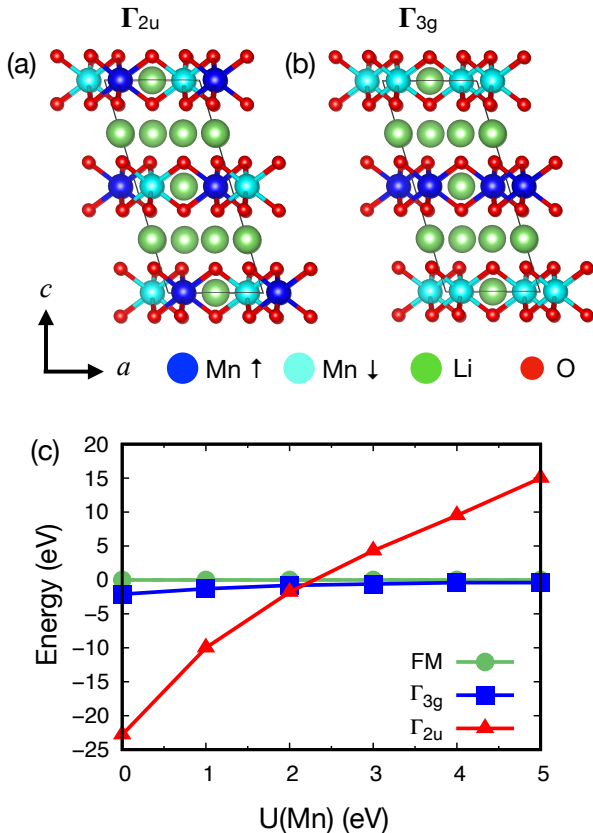 Γ2u Γ3g
(a) (b)
c
a Mn ↑ Mn ↓ Li O
(c)
20
15
10
5
0
−5
−10
−15
−20
−25
Energy (eV)
FM
Γ3g
Γ2u
0 1 2 3 4 5
U(Mn) (eV)